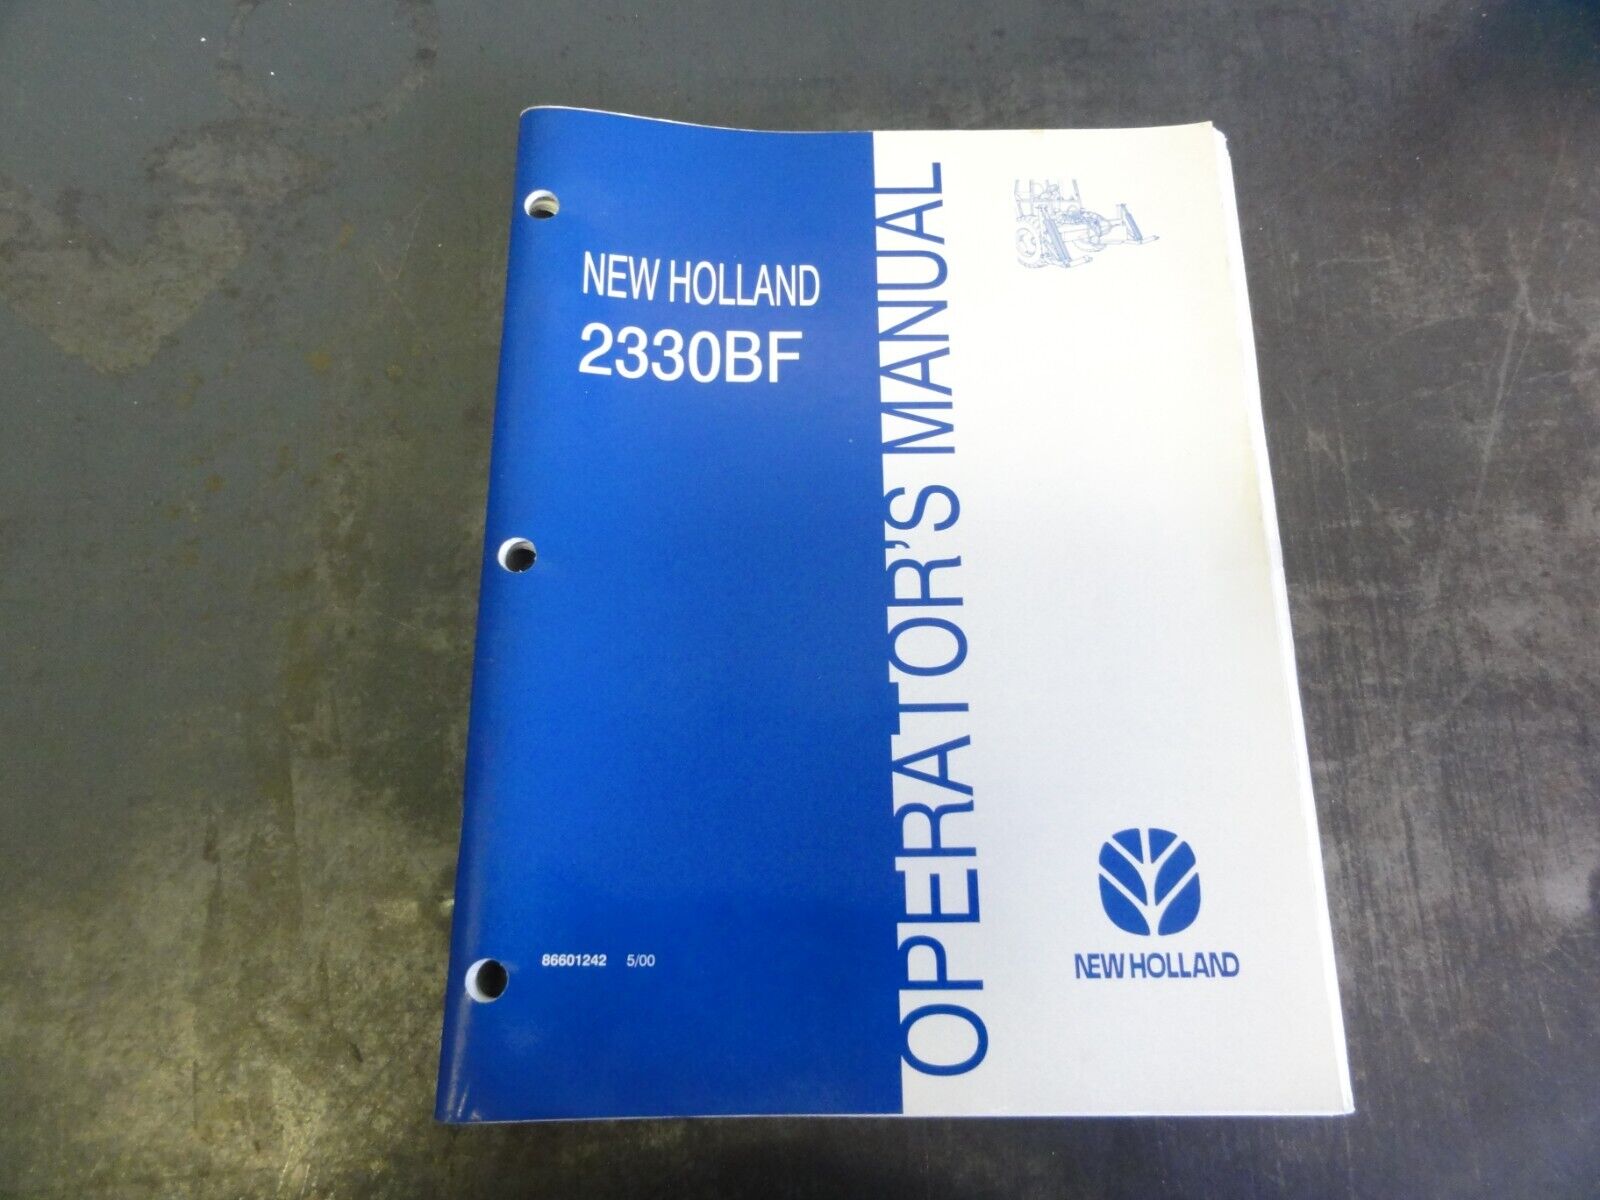 NEW HOLLAND
2330BF
OPERATOR'S MANUAL
86601242 5/00
NEW HOLLAND